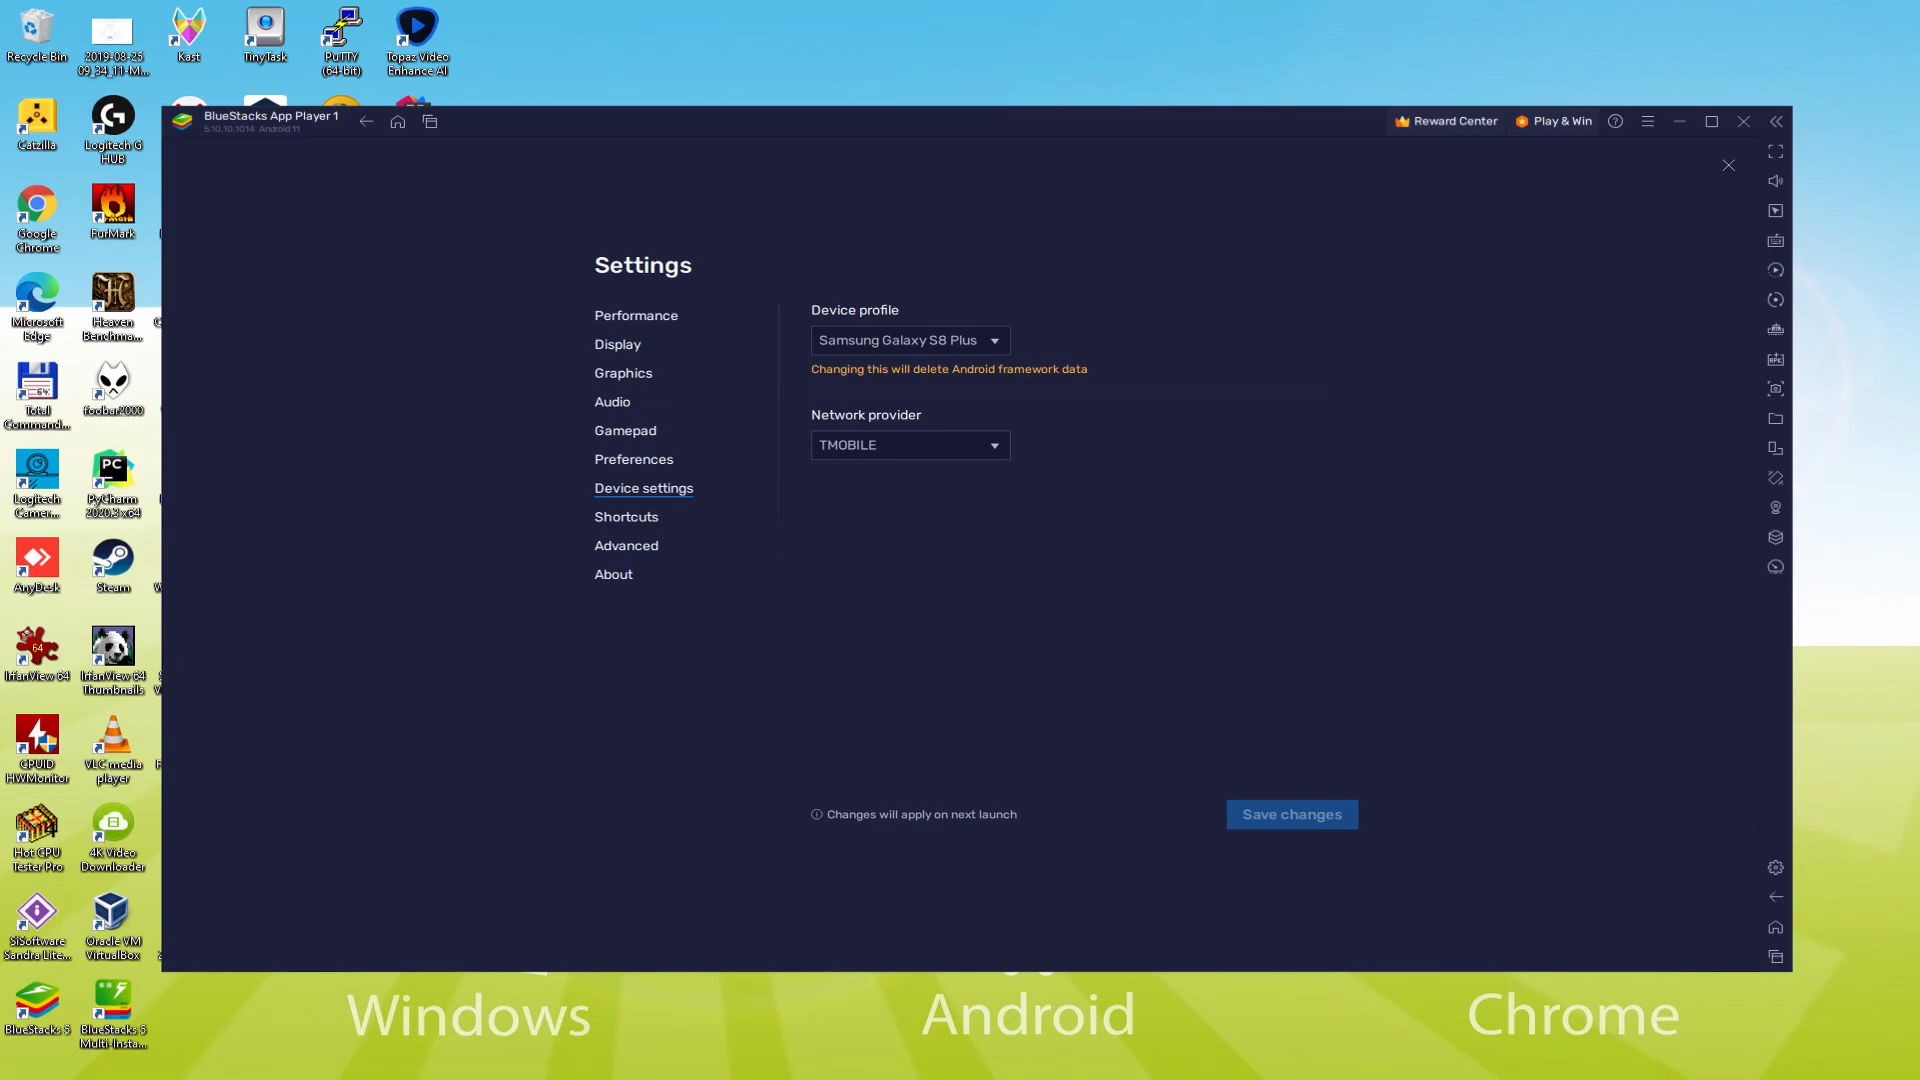 Recycle Bin
2019-08-25
09_34_11-M...
Kast
TinyTask
PuTTY
(64-bit)
Topaz Video
Enhance AI
Catzilla
Logitech G
HUB
Google
Chrome
FurMark
Microsoft
Edge
Heaven
Benchma...
Total
Command...
foobar2000
Logitech
Camer...
PyCharm
2020.3 x64
AnyDesk
Steam
IrfanView 64
IrfanView 64
Thumbnails
CPUID
HWMonitor
VLC media
player
Hot CPU
Tester Pro
4K Video
Downloader
SiSoftware
Sandra Lite...
Oracle VM
VirtualBox
BlueStacks 5
BlueStacks 5
Multi-Insta...
BlueStacks App Player 1
5.10.10.1014 Android 11
Reward Center
Play & Win
Settings
Performance
Display
Graphics
Audio
Gamepad
Preferences
Device settings
Shortcuts
Advanced
About
Device profile
Samsung Galaxy S8 Plus
Changing this will delete Android framework data
Network provider
TMOBILE
Changes will apply on next launch
Save changes
Windows
Android
Chrome